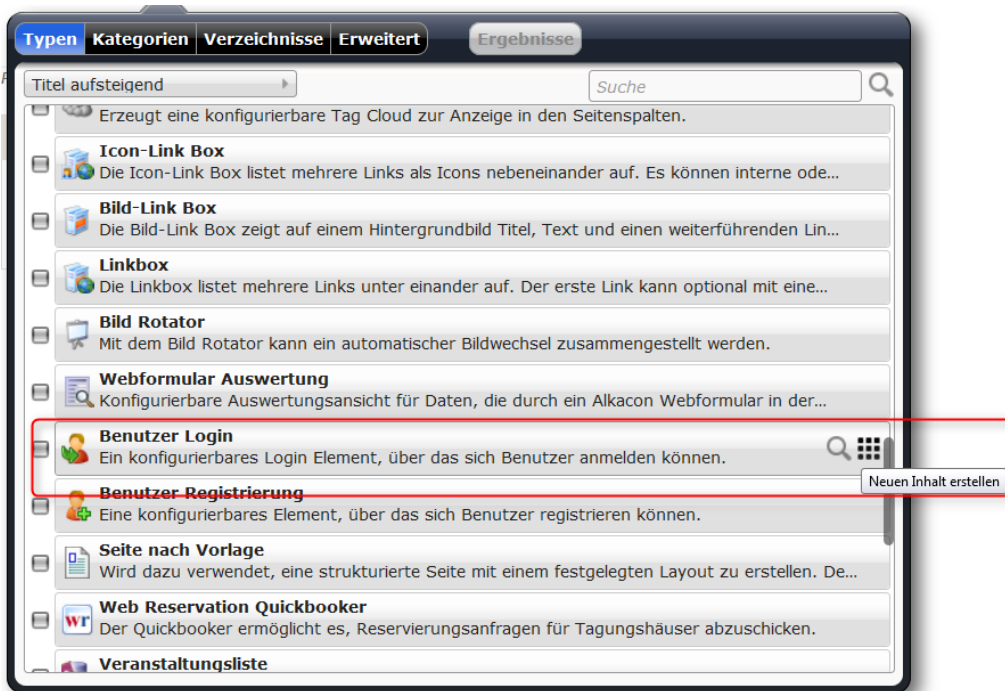 Typen Kategorien Verzeichnisse Erweitert Ergebnisse
Titel aufsteigend Suche
Erzeugt eine konfigurierbare Tag Cloud zur Anzeige in den Seitenspalten.
Icon-Link Box
Die Icon-Link Box listet mehrere Links als Icons nebeneinander auf. Es können interne ode...
Bild-Link Box
Die Bild-Link Box zeigt auf einem Hintergrundbild Titel, Text und einen weiterführenden Lin...
Linkbox
Die Linkbox listet mehrere Links unter einander auf. Der erste Link kann optional mit eine...
Bild Rotator
Mit dem Bild Rotator kann ein automatischer Bildwechsel zusammengestellt werden.
Webformular Auswertung
Konfigurierbare Auswertungsansicht für Daten, die durch ein Alkacon Webformular in der...
Benutzer Login
Ein konfigurierbares Login Element, über das sich Benutzer anmelden können.
Neuen Inhalt erstellen
Benutzer Registrierung
Eine konfigurierbares Element, über das sich Benutzer registrieren können.
Seite nach Vorlage
Wird dazu verwendet, eine strukturierte Seite mit einem festgelegten Layout zu erstellen. De...
Web Reservation Quickbooker
wr Der Quickbooker ermöglicht es, Reservierungsanfragen für Tagungshäuser abzuschicken.
Veranstaltungsliste